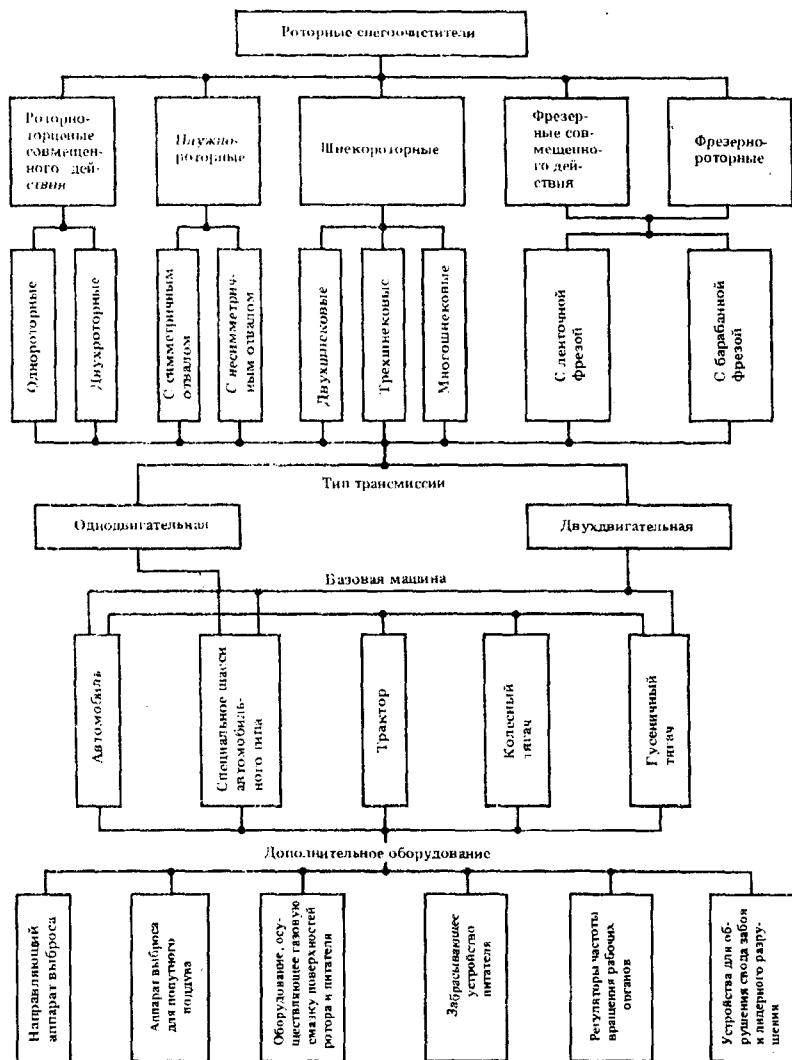 Роторные снегоочистители
Роторно-
торцевые
совмещен-
ного дей-
ствия
Плужно-
роторные
Шнекороторные
Фрезер-
ные сов-
мещенно-
го дей-
ствия
Фрезерно-
роторные
Однороторные
Двухроторные
С симметричным
отвалом
С несимметрич-
ным отвалом
Двухшнековые
Трехшнековые
Многошнековые
С ленточной
фрезой
С барабанной
фрезой
Тип трансмиссии
Однодвигательная
Двухдвигательная
Базовая машина
Автомобиль
Специальное шасси
автомобиль-
ного типа
Трактор
Колесный
тягач
Гусеничный
тягач
Дополнительное оборудование
Направляющий
аппарат выброса
Аппарат выброса
для попутного
воздуха
Оборудование, осу-
ществляющее газовую
смазку поверхностей
ротора и питателя
Забрасывающее
устройство
питателя
Регуляторы частоты
вращения рабочих
органов
Устройства для об-
рушения свода забоя
и лидерного разру-
шения